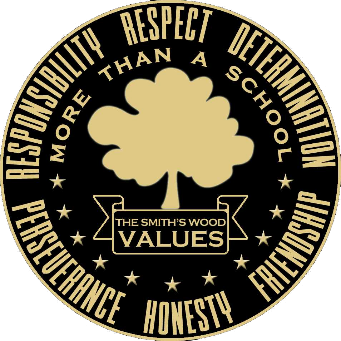 RESPONSIBILITY RESPECT DETERMINATION
MORE THAN A SCHOOL
THE SMITH'S WOOD
VALUES
PERSEVERANCE HONESTY FRIENDSHIP